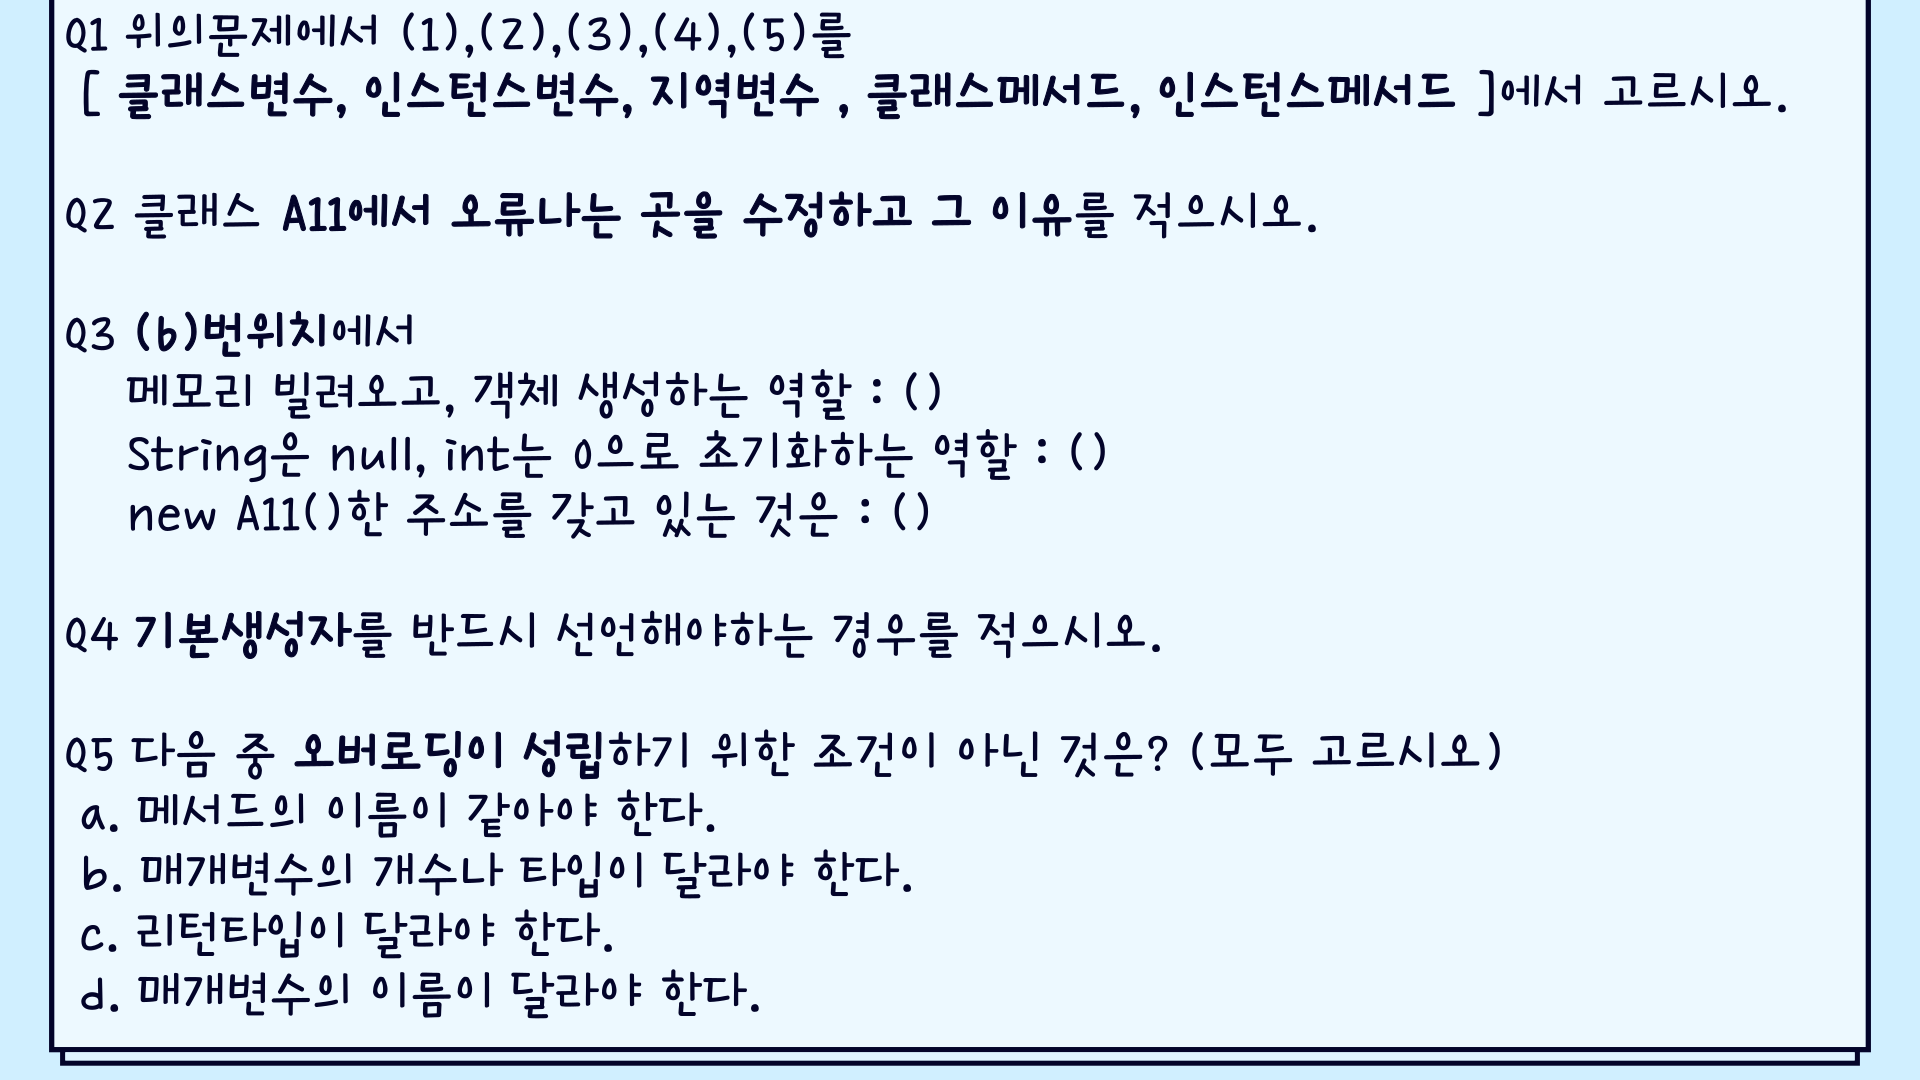 Q1 위의문제에서 (1),(2),(3),(4),(5)를
[ 클래스변수, 인스턴스변수, 지역변수 , 클래스메서드, 인스턴스메서드 ]에서 고르시오.
Q2 클래스 A11에서 오류나는 곳을 수정하고 그 이유를 적으시오.
Q3 (b)번위치에서
메모리 빌려오고, 객체 생성하는 역할 : ()
String은 null, int는 0으로 초기화하는 역할 : ()
new A11()한 주소를 갖고 있는 것은 : ()
Q4 기본생성자를 반드시 선언해야하는 경우를 적으시오.
Q5 다음 중 오버로딩이 성립하기 위한 조건이 아닌 것은? (모두 고르시오)
a. 메서드의 이름이 같아야 한다.
b. 매개변수의 개수나 타입이 달라야 한다.
c. 리턴타입이 달라야 한다.
d. 매개변수의 이름이 달라야 한다.